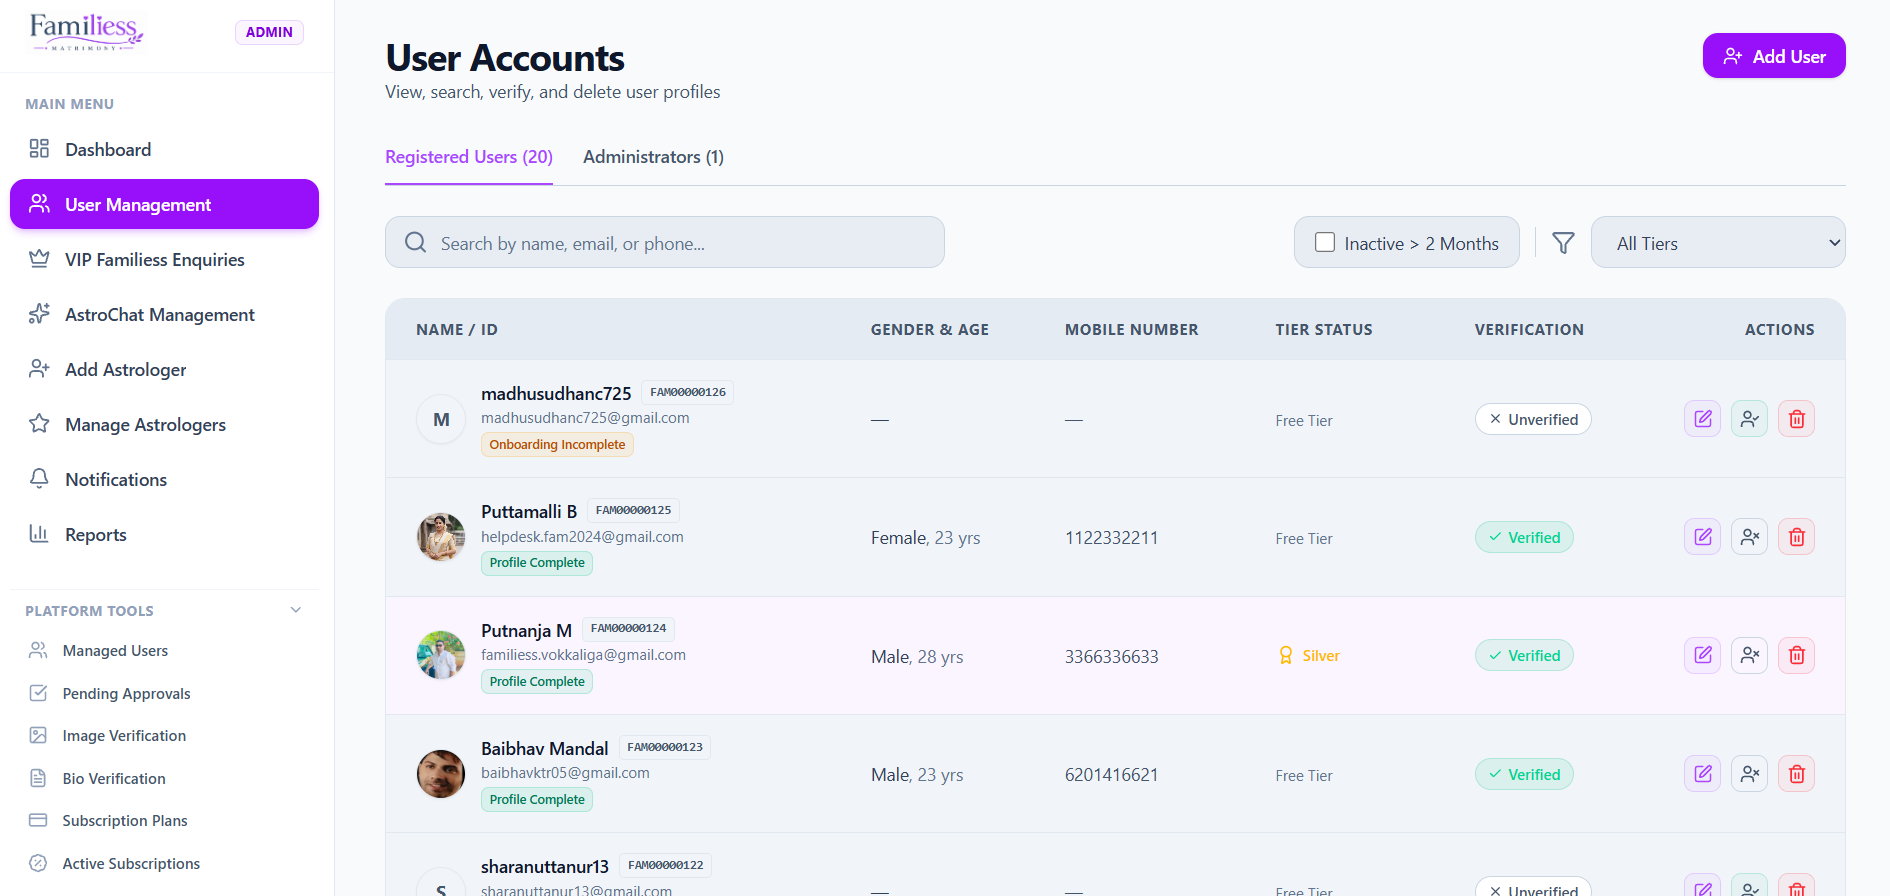 Familiess
MATRIMONY
ADMIN
MAIN MENU
Dashboard
User Management
VIP Familiess Enquiries
AstroChat Management
Add Astrologer
Manage Astrologers
Notifications
Reports
PLATFORM TOOLS
Managed Users
Pending Approvals
Image Verification
Bio Verification
Subscription Plans
Active Subscriptions
User Accounts
View, search, verify, and delete user profiles
Add User
Registered Users (20) Administrators (1)
Search by name, email, or phone...
Inactive > 2 Months
All Tiers
NAME / ID GENDER & AGE MOBILE NUMBER TIER STATUS VERIFICATION ACTIONS
M
madhusudhanc725 FAM00000126
madhusudhanc725@gmail.com
Onboarding Incomplete
— — Free Tier Unverified
Puttamalli B FAM00000125
helpdesk.fam2024@gmail.com
Profile Complete
Female, 23 yrs 1122332211 Free Tier Verified
Putnanja M FAM00000124
familiess.vokkaliga@gmail.com
Profile Complete
Male, 28 yrs 3366336633 Silver Verified
Baibhav Mandal FAM00000123
baibhavktr05@gmail.com
Profile Complete
Male, 23 yrs 6201416621 Free Tier Verified
S
sharanuttanur13 FAM00000122
sharanuttanur13@gmail.com
— — Free Tier Unverified